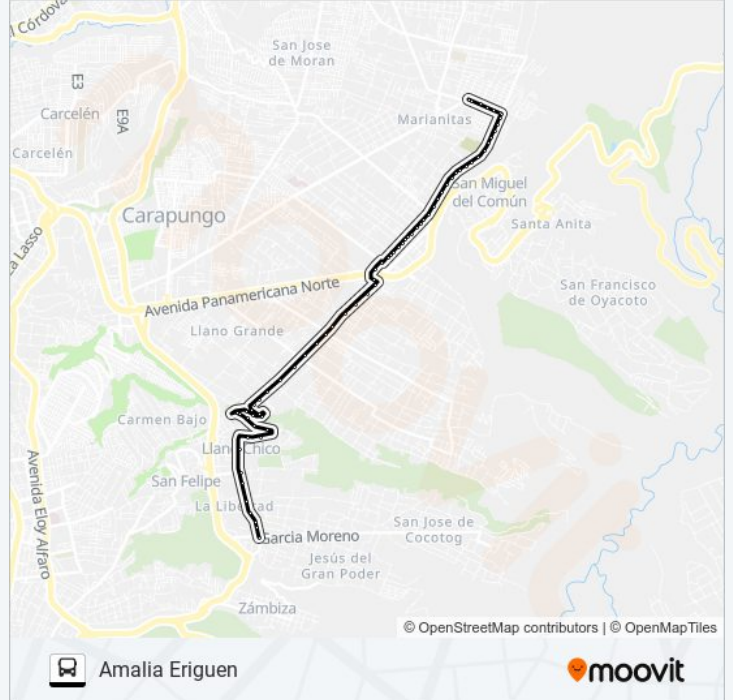 l Córdova
San Jose
de Moran
E3
Carcelén
E9A
Marianitas
Carcelén
San Miguel
del Común
Carapungo
Santa Anita
a Lasso
San Francisco
de Oyacoto
Avenida Panamericana Norte
Llano Grande
Carmen Bajo
Llano Chico
Avenida Eloy Alfaro
San Felipe
La Libertad
San Jose de
Cocotog
Garcia Moreno
Jesús del
Gran Poder
Zámbiza
© OpenStreetMap contributors | © OpenMapTiles
Amalia Eriguen
moovit